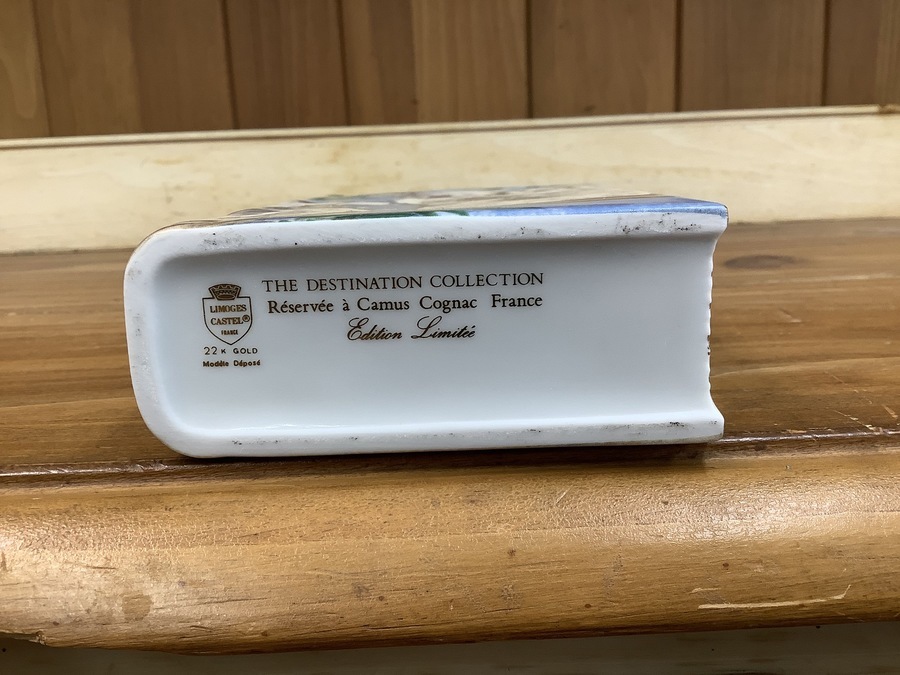 THE DESTINATION COLLECTION
Réservée à Camus Cognac France
Edition Limitée
LIMOGES
CASTEL®
FRANCE
22 K GOLD
Modèle Déposé